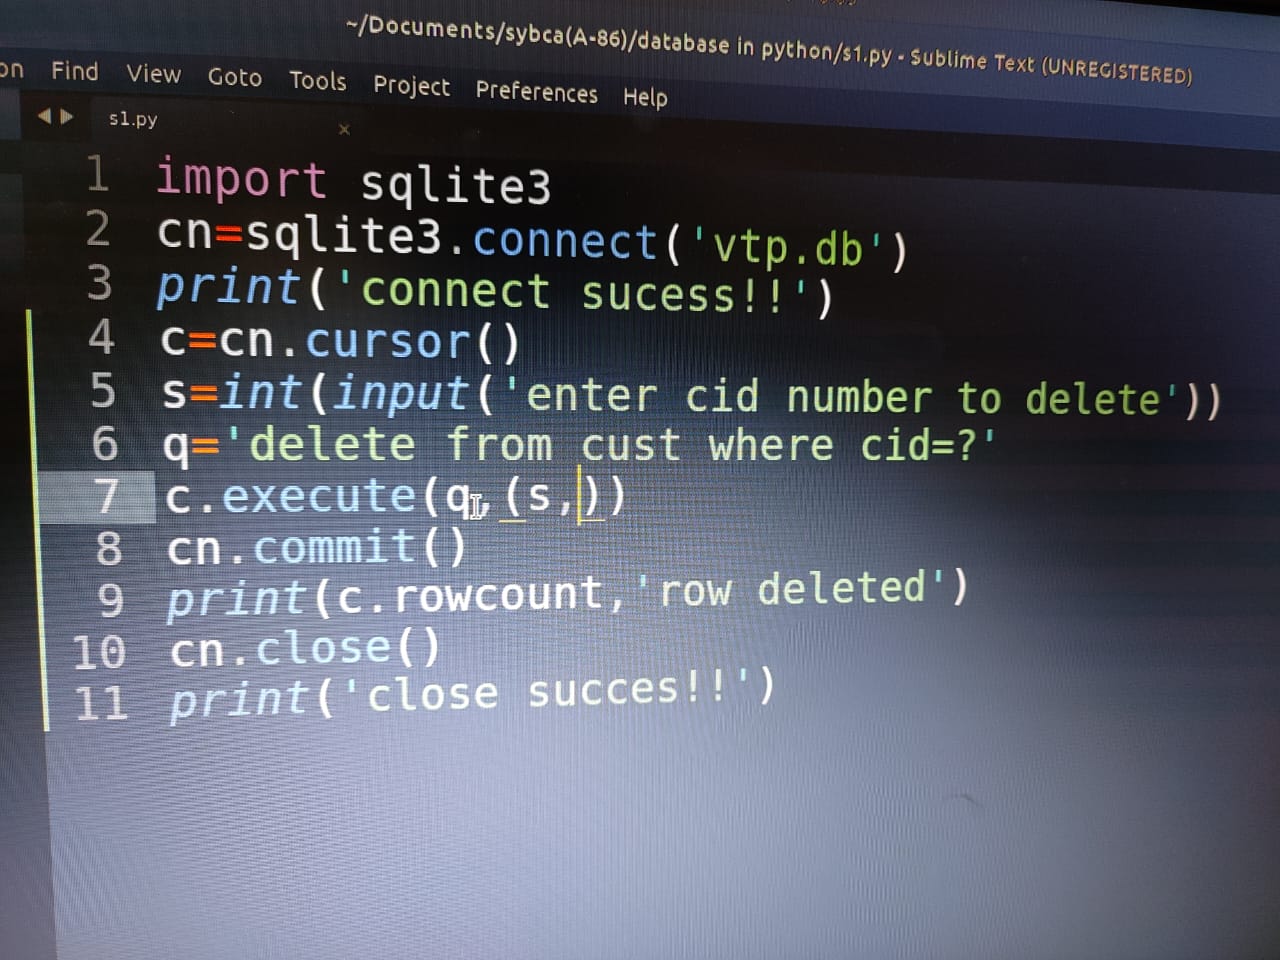 ~/Documents/sybca(A-86)/database in python/s1.py - Sublime Text (UNREGISTERED)
on Find View Goto Tools Project Preferences Help
s1.py
1 import sqlite3
2 cn=sqlite3.connect('vtp.db')
3 print('connect sucess!!')
4 c=cn.cursor()
5 s=int(input('enter cid number to delete'))
6 q='delete from cust where cid=?'
7 c.execute(q,(s,))
8 cn.commit()
9 print(c.rowcount,'row deleted')
10 cn.close()
11 print('close succes!!')